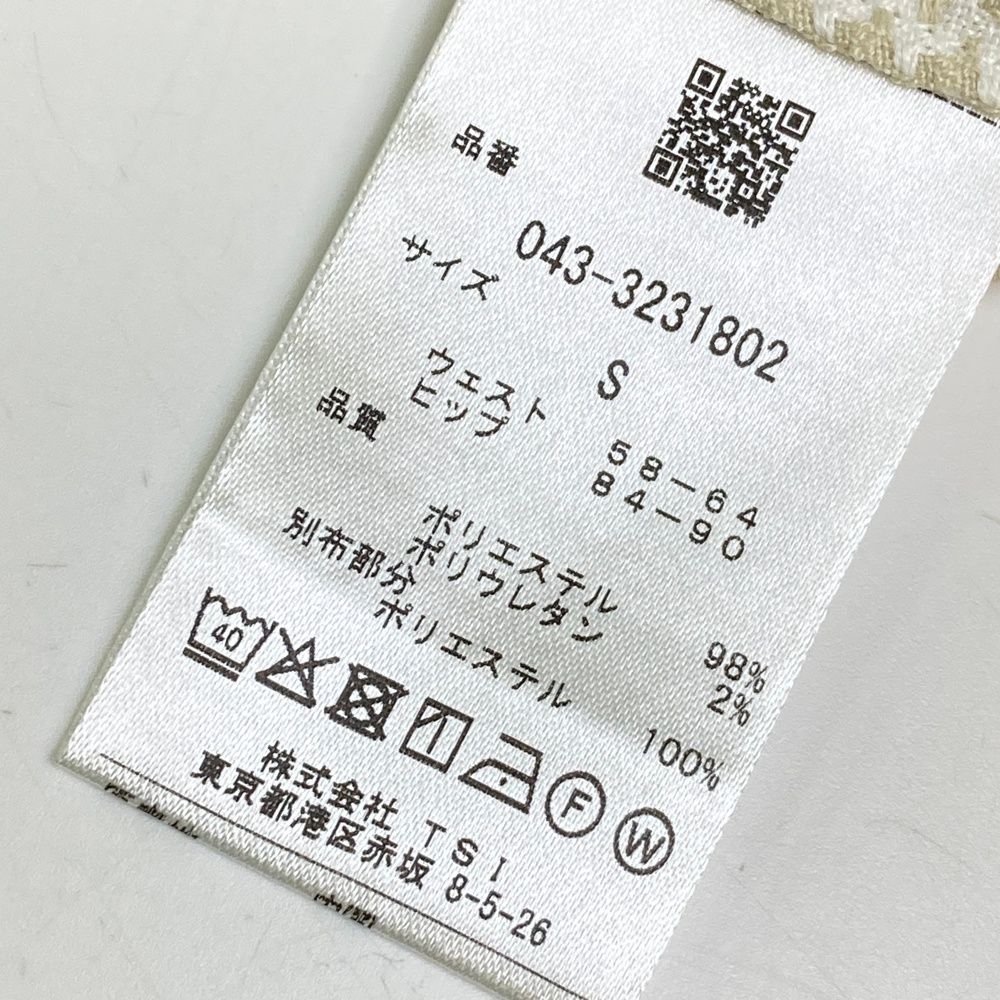 品番
043-3231802
サイズ
S
ウェスト 58-64
ヒップ 84-90
品質
ポリエステル 98%
ポリウレタン 2%
別布部分
ポリエステル 100%
40
F
W
株式会社 TSI
東京都港区赤坂 8-5-26